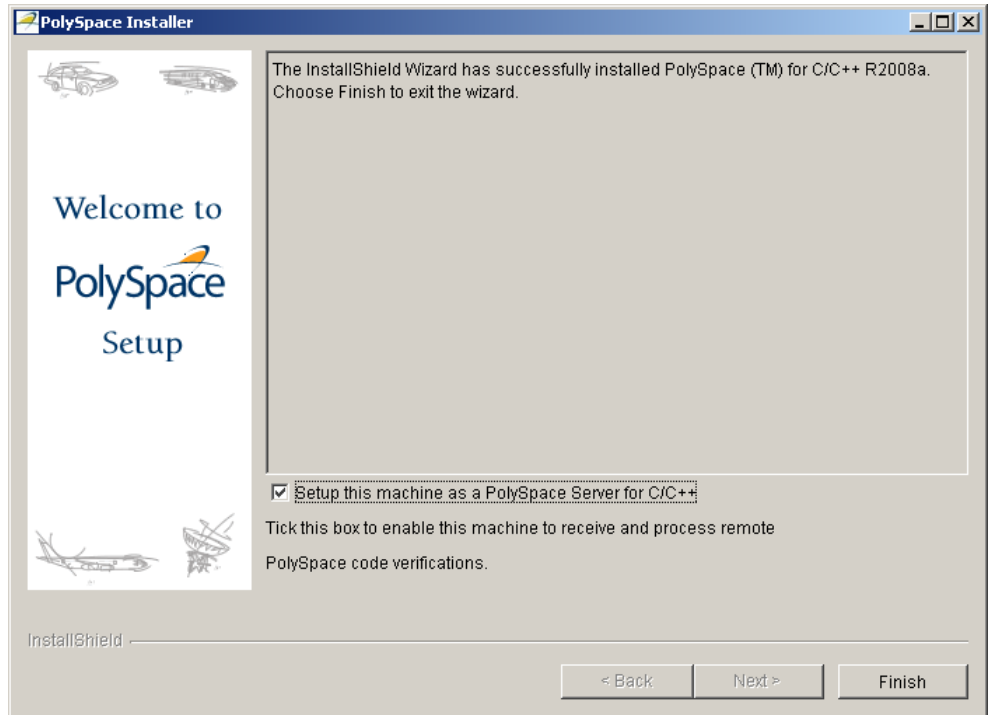 PolySpace Installer
The InstallShield Wizard has successfully installed PolySpace (TM) for C/C++ R2008a.
Choose Finish to exit the wizard.
Welcome to
PolySpace
Setup
Setup this machine as a PolySpace Server for C/C++
Tick this box to enable this machine to receive and process remote
PolySpace code verifications.
InstallShield
< Back
Next >
Finish